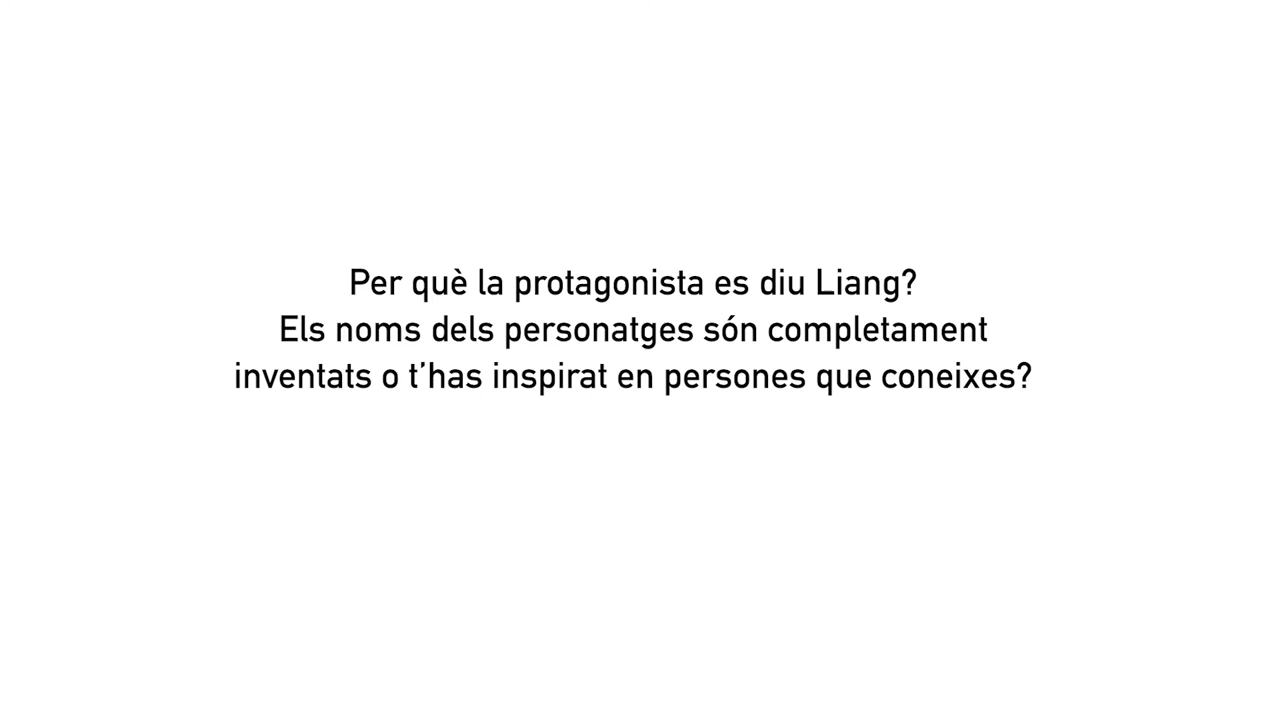 Per què la protagonista es diu Liang?
Els noms dels personatges són completament
inventats o t’has inspirat en persones que coneixes?